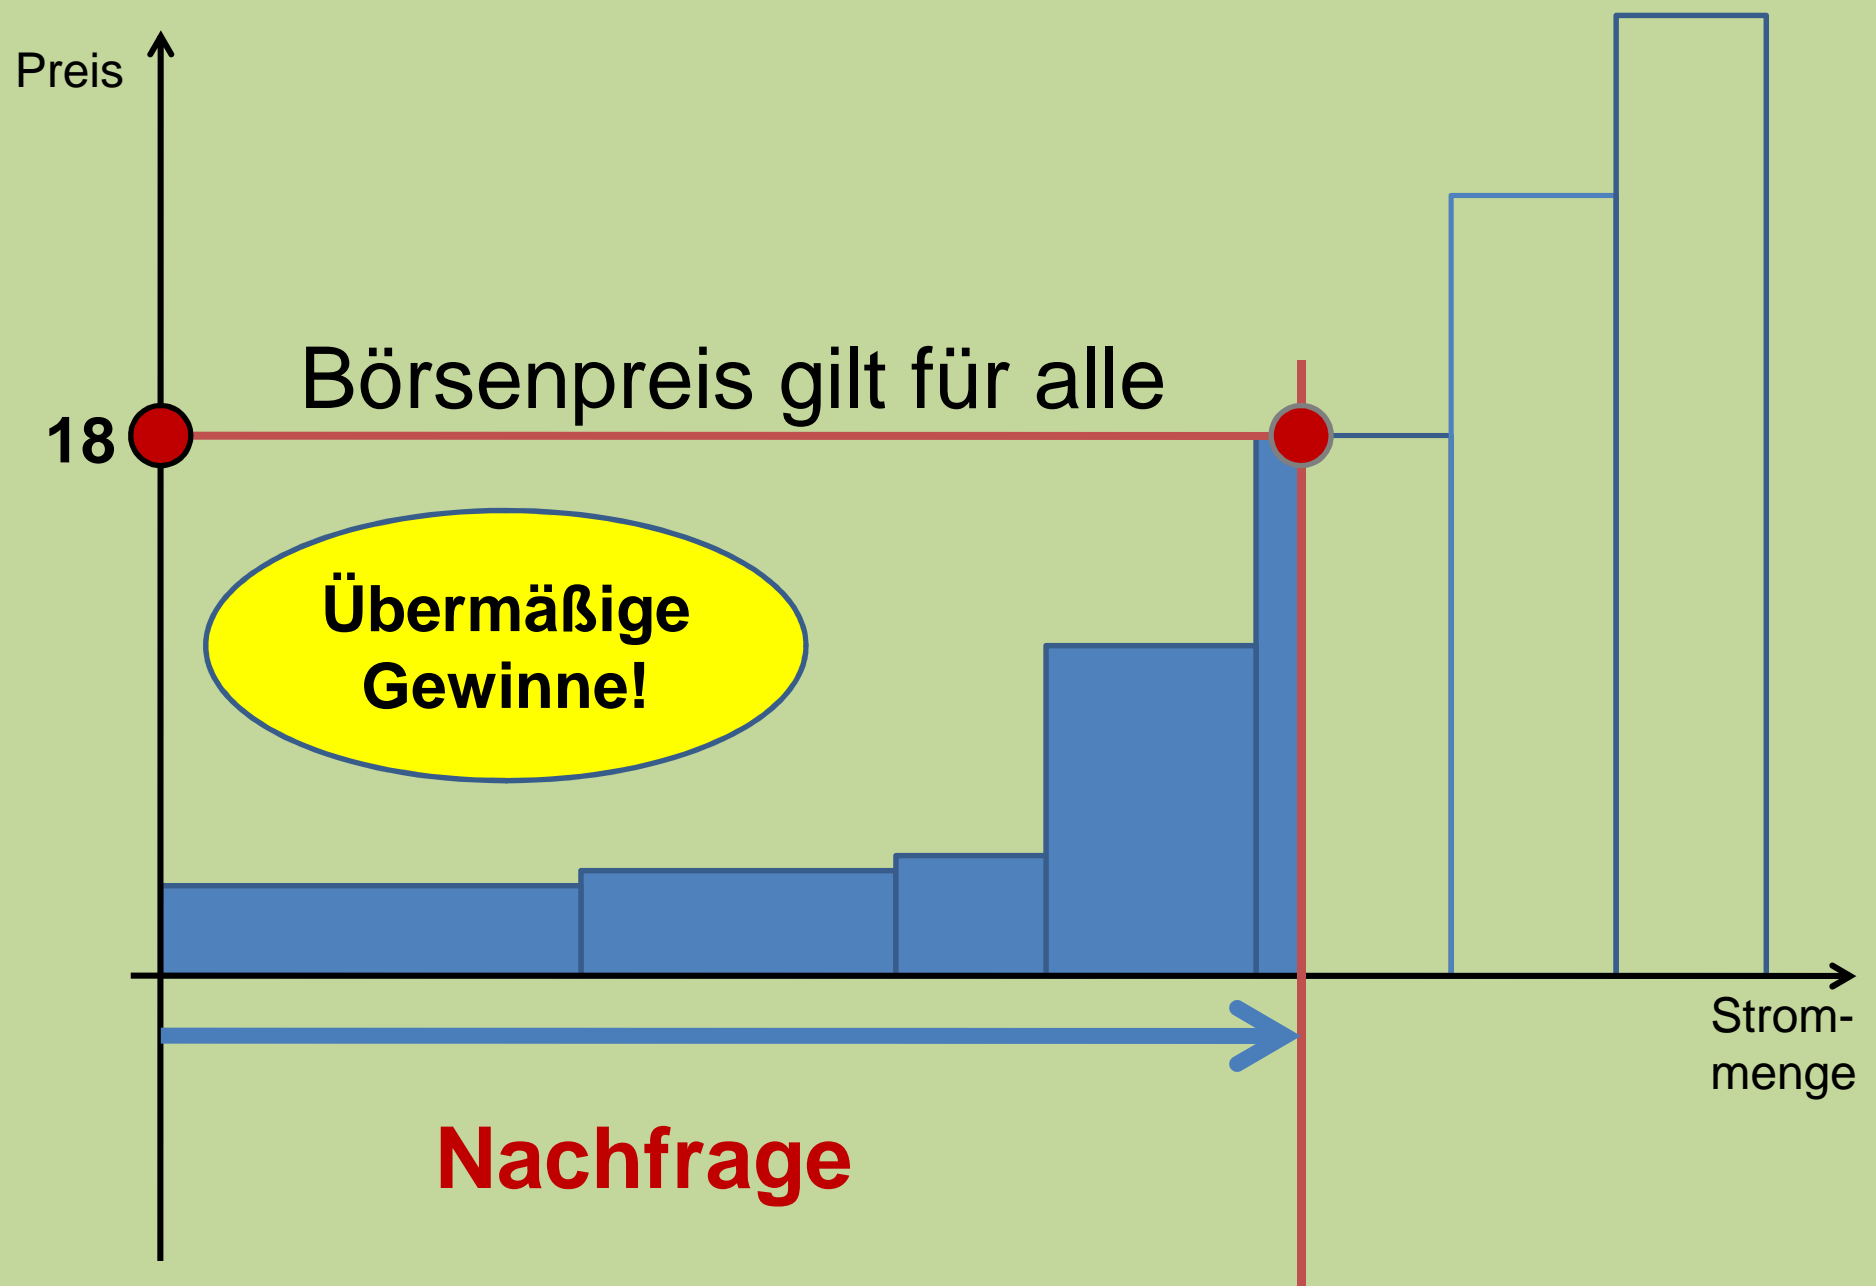 Preis
Börsenpreis gilt für alle
18
Übermäßige
Gewinne!
Strom-
menge
Nachfrage